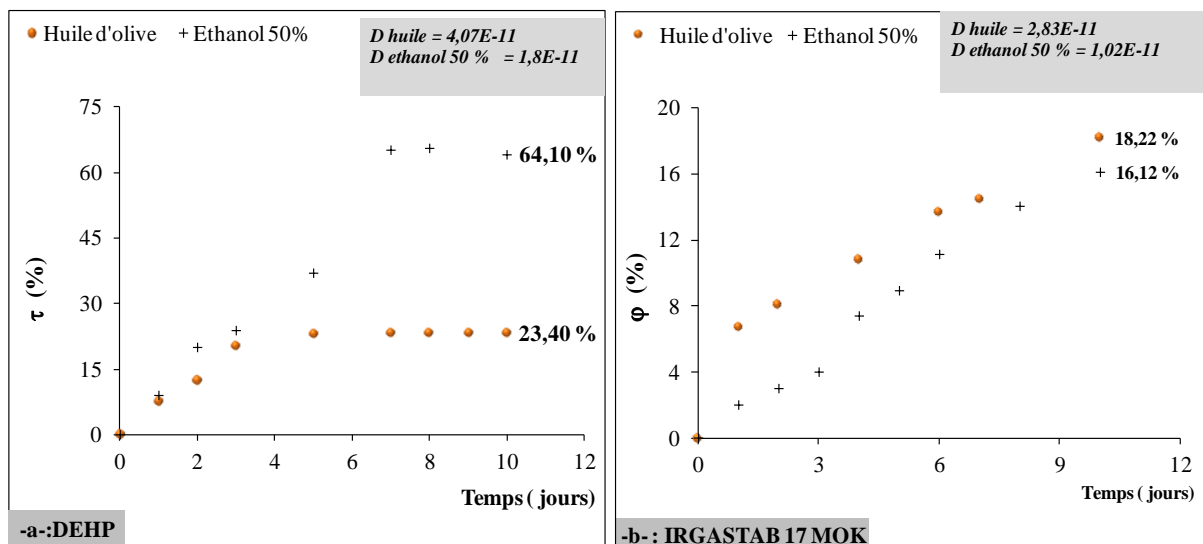 Huile d'olive + Ethanol 50%
D huile = 4,07E-11
D ethanol 50 % = 1,8E-11
75
60
45
30
15
0
τ (%)
64,10 %
23,40 %
0 2 4 6 8 10 12
Temps ( jours)
-a-:DEHP
Huile d'olive + Ethanol 50%
D huile = 2,83E-11
D ethanol 50 % = 1,02E-11
20
16
12
8
4
0
φ (%)
18,22 %
16,12 %
0 3 6 9 12
Temps ( jours)
-b- : IRGASTAB 17 MOK